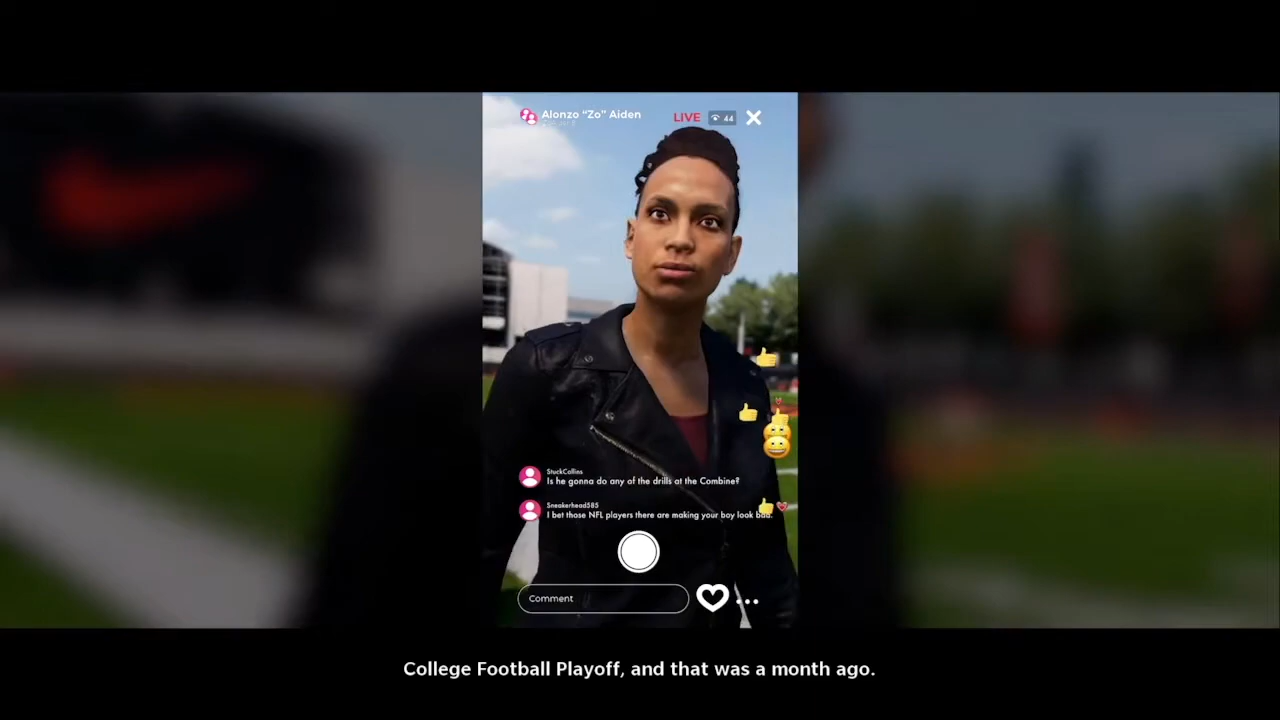 Alonzo "Zo" Aiden
LIVE
44
StuckCollins
Is he gonna do any of the drills at the Combine?
Sneakerhead585
I bet those NFL players there are making your boy look bad.
Comment
College Football Playoff, and that was a month ago.